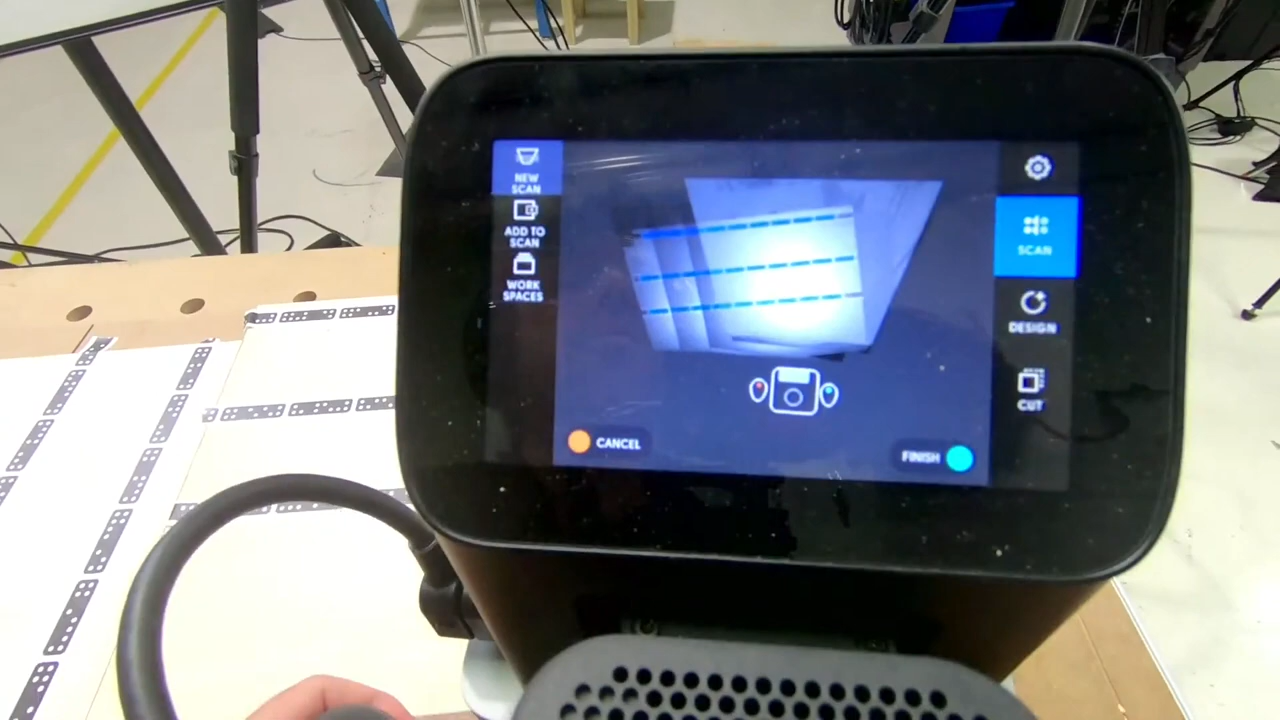 NEW
SCAN
ADD TO
SCAN
WORK
SPACES
SCAN
DESIGN
CUT
CANCEL
FINISH